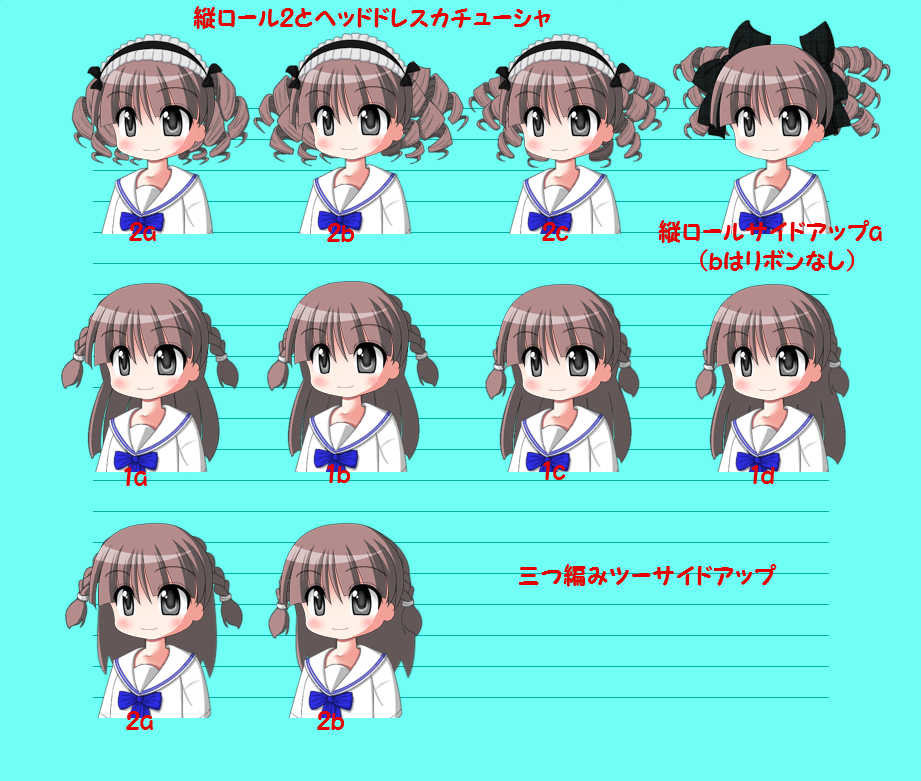 縦ロール2とヘッドドレスカチューシャ
2a
2b
2c
縦ロールサイドアップa
(bはリボンなし)
1a
1b
1c
1d
三つ編みツーサイドアップ
2a
2b